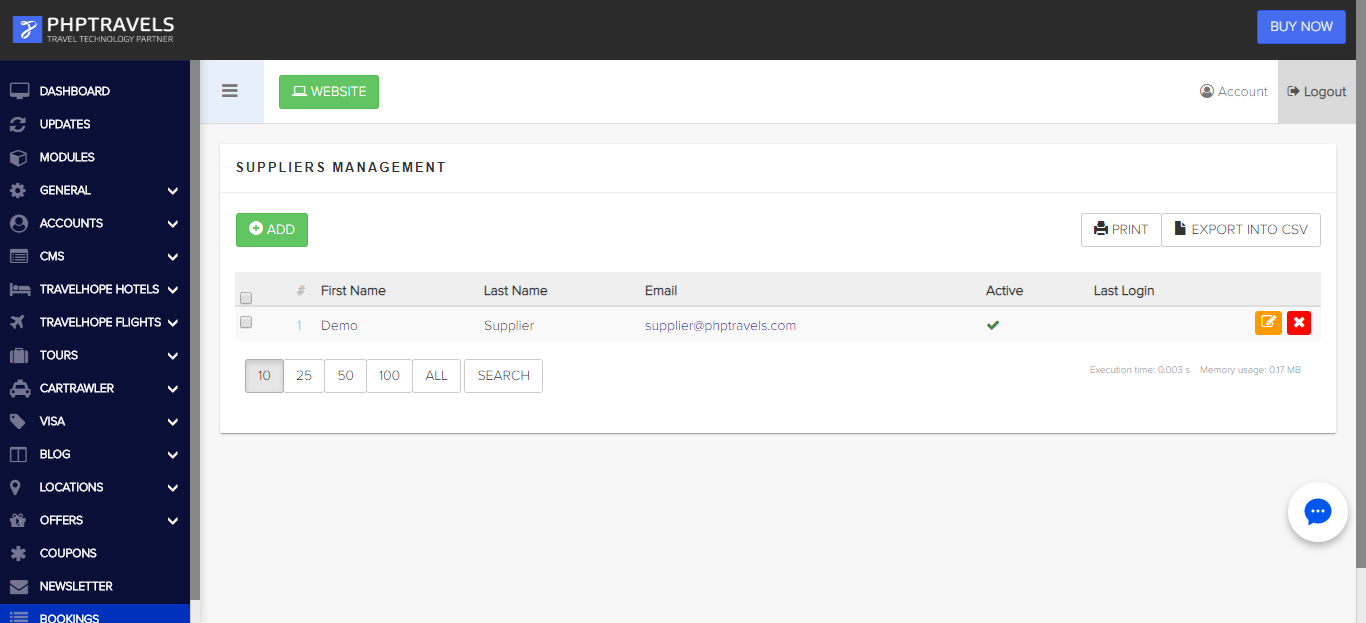 PHPTRAVELS
TRAVEL TECHNOLOGY PARTNER
BUY NOW
DASHBOARD
UPDATES
MODULES
GENERAL
ACCOUNTS
CMS
TRAVELHOPE HOTELS
TRAVELHOPE FLIGHTS
TOURS
CARTRAWLER
VISA
BLOG
LOCATIONS
OFFERS
COUPONS
NEWSLETTER
BOOKINGS
WEBSITE
Account
Logout
SUPPLIERS MANAGEMENT
ADD
PRINT
EXPORT INTO CSV
# First Name Last Name Email Active Last Login
1 Demo Supplier supplier@phptravels.com
10 25 50 100 ALL SEARCH
Execution time: 0.003 s Memory usage: 0.17 MB